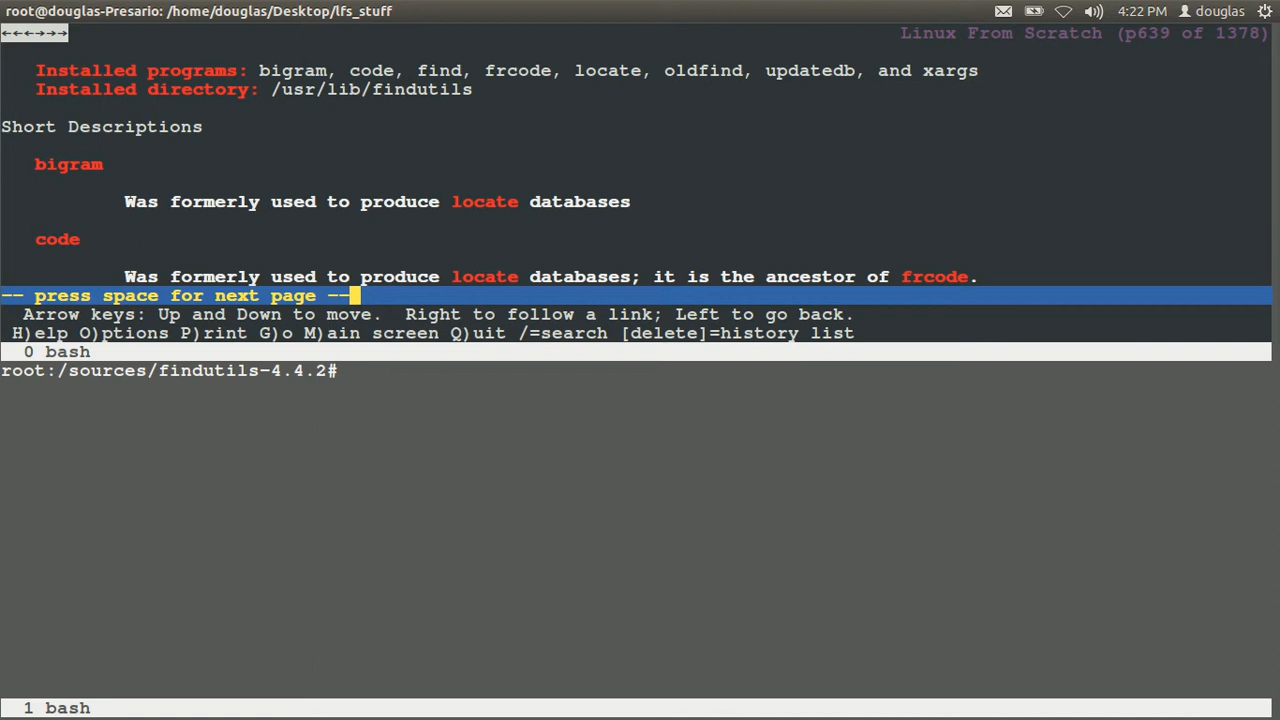 root@douglas-Presario: /home/douglas/Desktop/lfs_stuff 4:22 PM douglas
←←←→→→ Linux From Scratch (p639 of 1378)
Installed programs: bigram, code, find, frcode, locate, oldfind, updatedb, and xargs
Installed directory: /usr/lib/findutils
Short Descriptions
bigram
Was formerly used to produce locate databases
code
Was formerly used to produce locate databases; it is the ancestor of frcode.
-- press space for next page --
Arrow keys: Up and Down to move. Right to follow a link; Left to go back.
H)elp O)ptions P)rint G)o M)ain screen Q)uit /=search [delete]=history list
0 bash
root:/sources/findutils-4.4.2#
1 bash